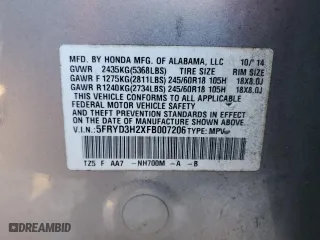 MFD. BY HONDA MFG. OF ALABAMA, LLC 10/14
GVWR 2435KG(5368LBS) TIRE SIZE RIM SIZE
GAWR F 1275KG(2811LBS) 245/60R18 105H 18X8.0J
GAWR R 1240KG(2734LBS) 245/60R18 105H 18X8.0J
THIS VEHICLE CONFORMS TO ALL APPLICABLE
FEDERAL MOTOR VEHICLE SAFETY
AND THEFT PREVENTION STANDARDS IN EFFECT ON THE
DATE OF MANUFACTURE SHOWN ABOVE.
V.I.N.: 5FRYD3H2XFB007206 TYPE: MPV
TZ5 F AA7 -NH700M -A -B